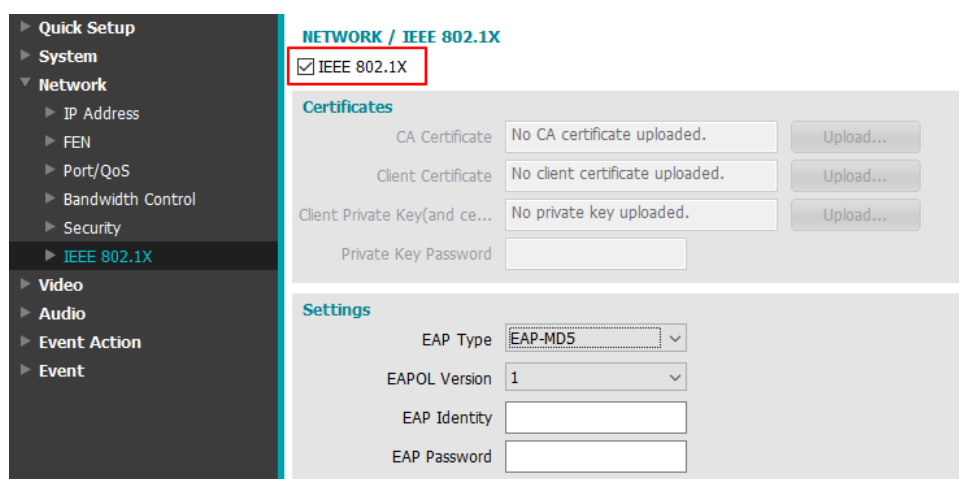 Quick Setup
System
Network
IP Address
FEN
Port/QoS
Bandwidth Control
Security
IEEE 802.1X
Video
Audio
Event Action
Event
NETWORK / IEEE 802.1X
IEEE 802.1X
Certificates
CA Certificate No CA certificate uploaded. Upload...
Client Certificate No client certificate uploaded. Upload...
Client Private Key(and ce... No private key uploaded. Upload...
Private Key Password
Settings
EAP Type EAP-MD5
EAPOL Version 1
EAP Identity
EAP Password